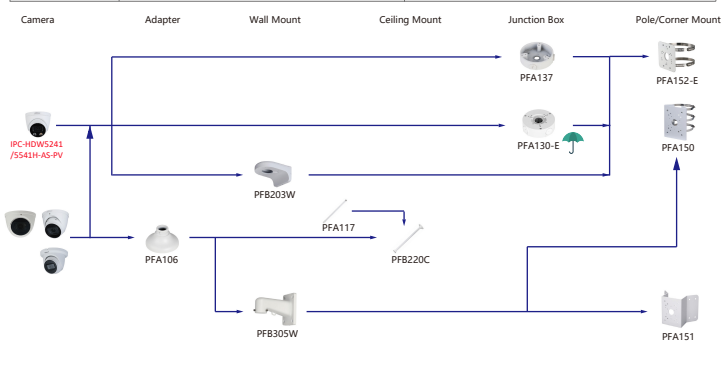 Camera
Adapter
Wall Mount
Ceiling Mount
Junction Box
Pole/Corner Mount
PFA137
PFA152-E
IPC-HDW5241
/5541H-AS-PV
PFA130-E
PFA150
PFB203W
PFA117
PFA106
PFB220C
PFB305W
PFA151